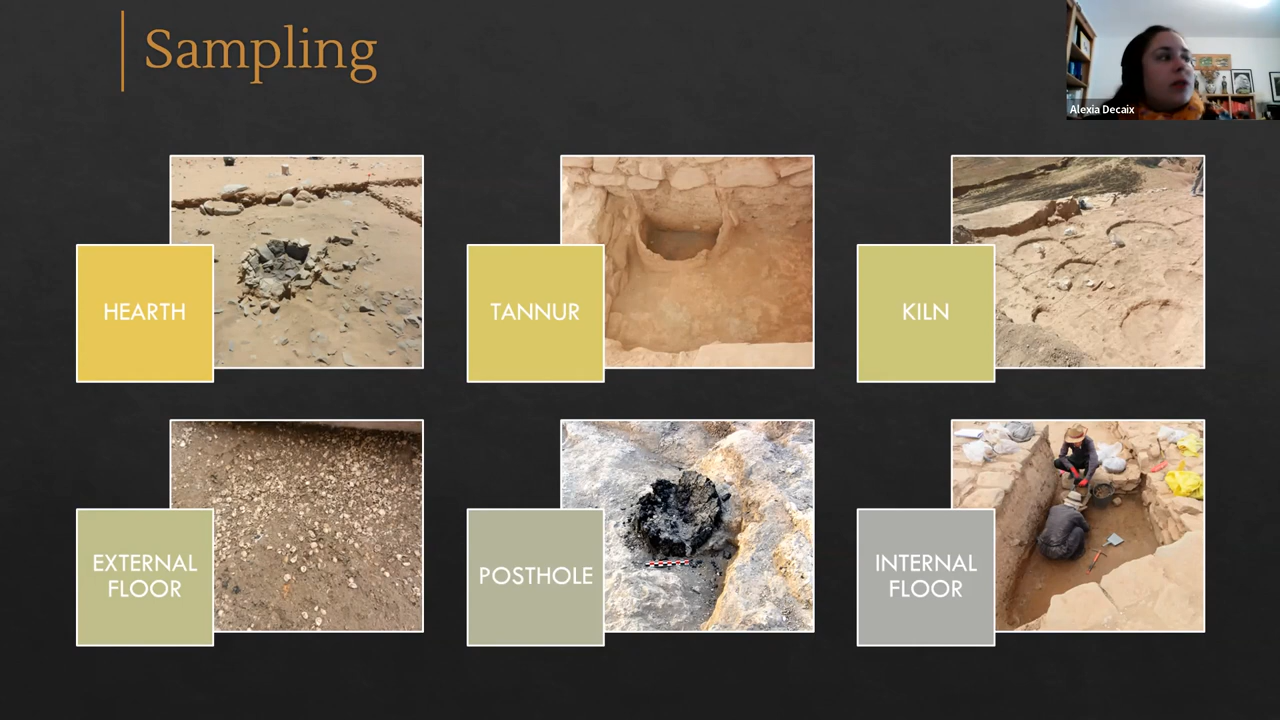 Sampling
Alexia Decaix
HEARTH
TANNUR
KILN
EXTERNAL
FLOOR
POSTHOLE
INTERNAL
FLOOR